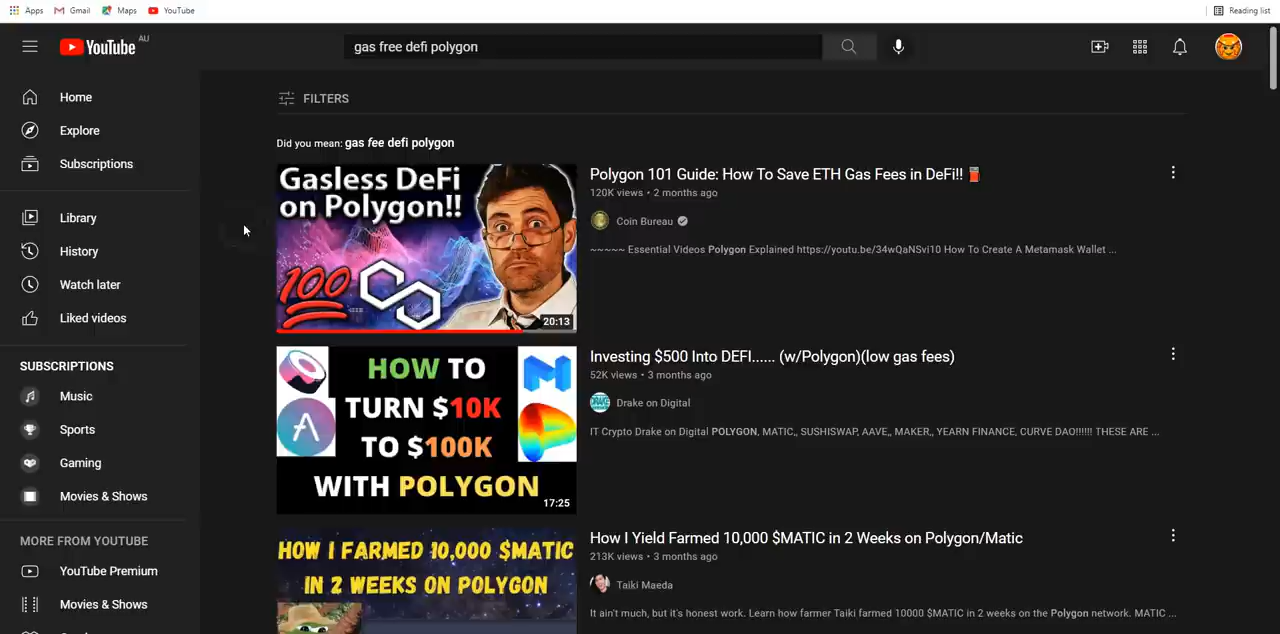 Apps Gmail Maps YouTube Reading list
YouTube AU gas free defi polygon
Home
Explore
Subscriptions
Library
History
Watch later
Liked videos
SUBSCRIPTIONS
Music
Sports
Gaming
Movies & Shows
MORE FROM YOUTUBE
YouTube Premium
Movies & Shows
FILTERS
Did you mean: gas fee defi polygon
Gasless DeFi
on Polygon!!
100
20:13
Polygon 101 Guide: How To Save ETH Gas Fees in DeFi!!
120K views • 2 months ago
Coin Bureau
~~~~~ Essential Videos Polygon Explained https://youtu.be/34wQaNSvi10 How To Create A Metamask Wallet ...
HOW TO
TURN $10K
TO $100K
WITH POLYGON
17:25
Investing $500 Into DEFI...... (w/Polygon)(low gas fees)
52K views • 3 months ago
Drake on Digital
IT Crypto Drake on Digital POLYGON, MATIC,, SUSHISWAP, AAVE,, MAKER,, YEARN FINANCE, CURVE DAO!!!!!! THESE ARE ...
HOW I FARMED 10,000 $MATIC
IN 2 WEEKS ON POLYGON
How I Yield Farmed 10,000 $MATIC in 2 Weeks on Polygon/Matic
213K views • 3 months ago
Taiki Maeda
It ain't much, but it's honest work. Learn how farmer Taiki farmed 10000 $MATIC in 2 weeks on the Polygon network. MATIC ...